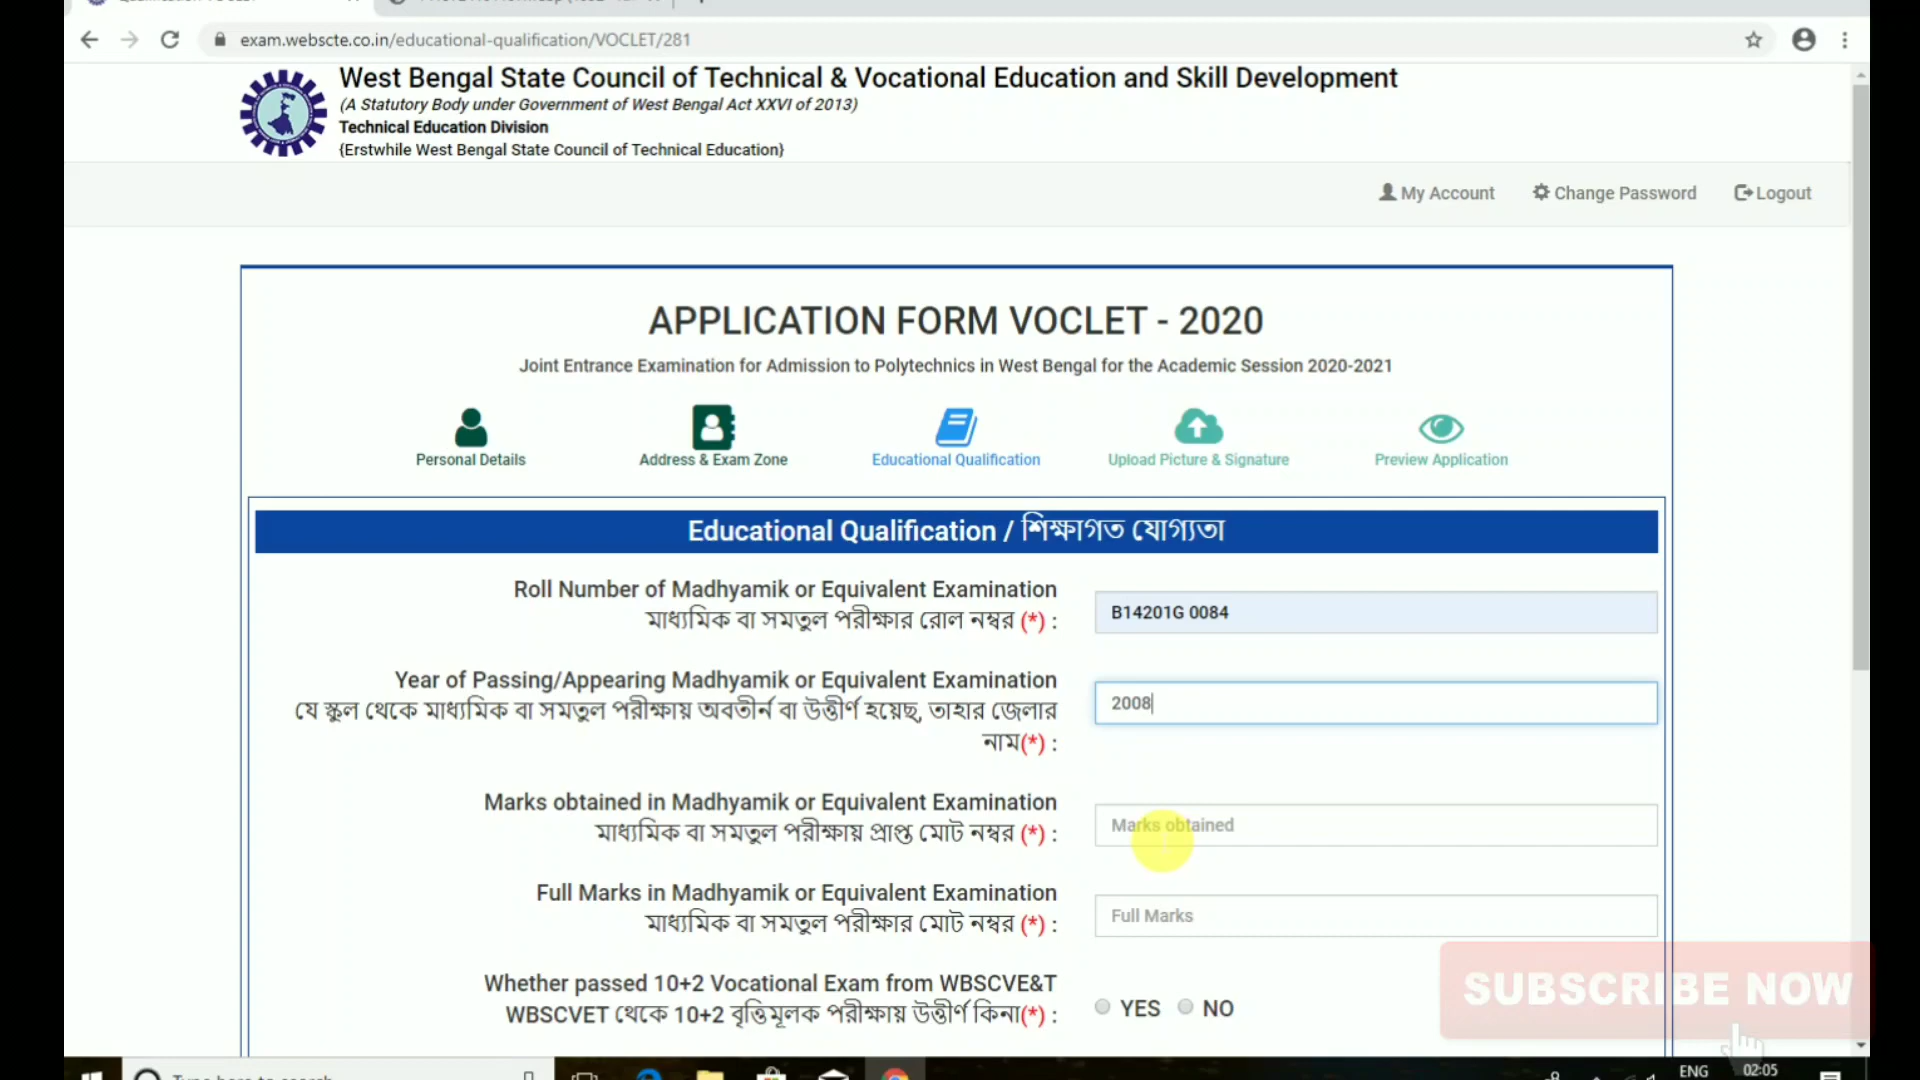 exam.webscte.co.in/educational-qualification/VOCLET/281
West Bengal State Council of Technical & Vocational Education and Skill Development
(A Statutory Body under Government of West Bengal Act XXVI of 2013)
Technical Education Division
{Erstwhile West Bengal State Council of Technical Education}
My Account Change Password Logout
APPLICATION FORM VOCLET - 2020
Joint Entrance Examination for Admission to Polytechnics in West Bengal for the Academic Session 2020-2021
Personal Details Address & Exam Zone Educational Qualification Upload Picture & Signature Preview Application
Educational Qualification / শিক্ষাগত যোগ্যতা
Roll Number of Madhyamik or Equivalent Examination
মাধ্যমিক বা সমতুল পরীক্ষার রোল নম্বর (*) :
B14201G 0084
Year of Passing/Appearing Madhyamik or Equivalent Examination
যে স্কুল থেকে মাধ্যমিক বা সমতুল পরীক্ষায় অবতীর্ন বা উত্তীর্ণ হয়েছ, তাহার জেলার
নাম(*) :
2008
Marks obtained in Madhyamik or Equivalent Examination
মাধ্যমিক বা সমতুল পরীক্ষায় প্রাপ্ত মোট নম্বর (*) :
Marks obtained
Full Marks in Madhyamik or Equivalent Examination
মাধ্যমিক বা সমতুল পরীক্ষার মোট নম্বর (*) :
Full Marks
Whether passed 10+2 Vocational Exam from WBSCVE&T
WBSCVET থেকে 10+2 বৃত্তিমূলক পরীক্ষায় উত্তীর্ণ কিনা(*) :
YES NO
SUBSCRIBE NOW
Type here to search
ENG 02:05